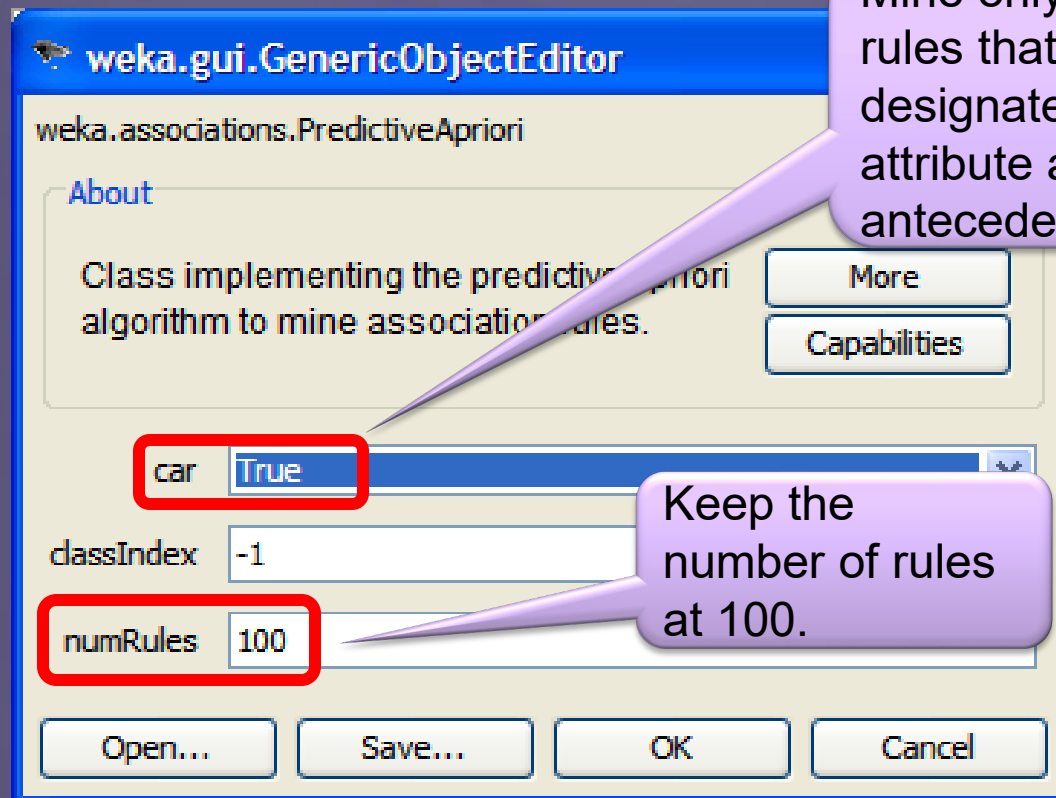 weka.gui.GenericObjectEditor
rules that
attribute
weka.associations.PredictiveApriori
About
Class implementing the
algorithm to mine association rules.
More
Capabilities
car
True
classIndex
-1
numRules
100
Keep the
number of rules
at 100.
Open...
Save...
OK
Cancel